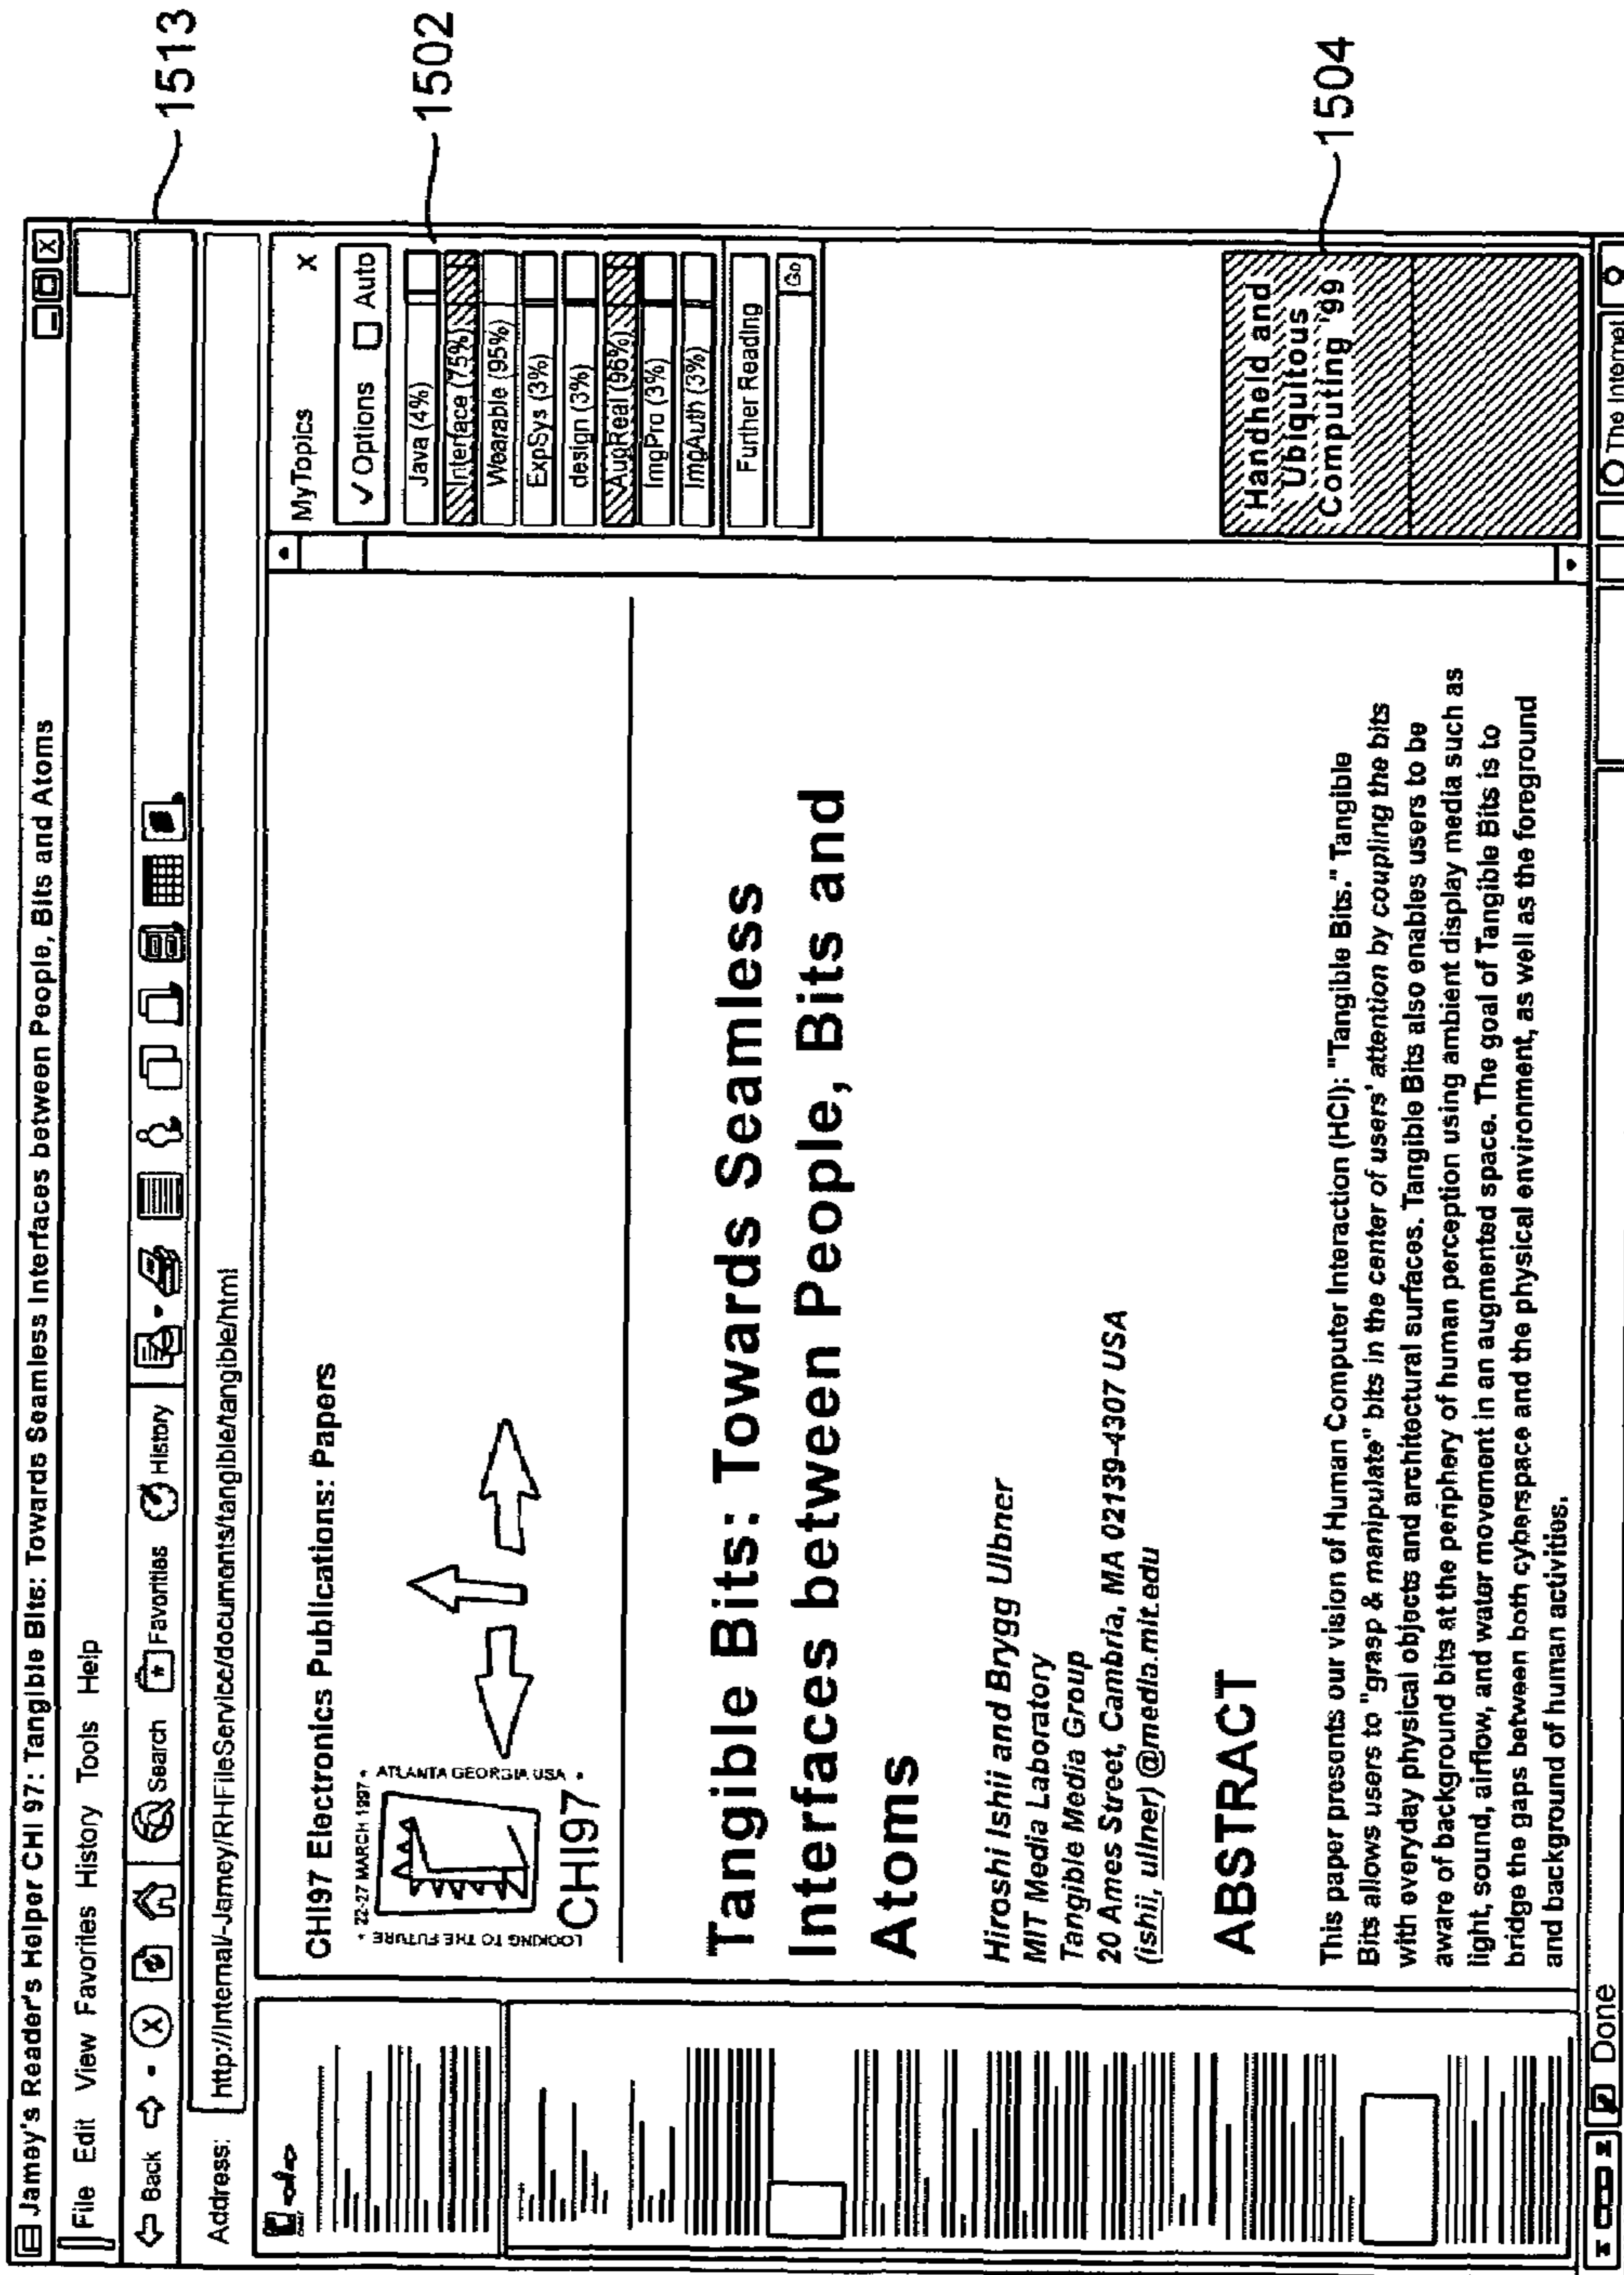 Jamey's Reader's Helper CHI 97: Tangible Bits: Towards Seamless Interfaces between People, Bits and Atoms
File Edit View Favorites History Tools Help
Back Search Favorities History
Address: http://Internal/~Jamey/RHFileService/documents/tangible/tangible/html
1513
CHI97 Electronics Publications: Papers
22-27 MARCH 1997 * ATLANTA GEORGIA USA *
* LOOKING TO THE FUTURE *
CHI97
Tangible Bits: Towards Seamless
Interfaces between People, Bits and
Atoms
Hiroshi Ishii and Brygg Ulbner
MIT Media Laboratory
Tangible Media Group
20 Ames Street, Cambria, MA 02139-4307 USA
(ishii, ullner) @media.mit.edu
ABSTRACT
This paper presents our vision of Human Computer Interaction (HCI): "Tangible Bits." Tangible
Bits allows users to "grasp & manipulate" bits in the center of users' attention by coupling the bits
with everyday physical objects and architectural surfaces. Tangible Bits also enables users to be
aware of background bits at the periphery of human perception using ambient display media such as
light, sound, airflow, and water movement in an augmented space. The goal of Tangible Bits is to
bridge the gaps between both cyberspace and the physical environment, as well as the foreground
and background of human activities.
MyTopics X
Options Auto
Java (4%)
Interface (75%)
Wearable (95%)
ExpSys (3%)
design (3%)
AugReal (96%)
ImgPro (3%)
ImgAuth (3%)
1502
Further Reading
Go
Handheld and
Ubiquitous
Computing '99
1504
Done
The Internet